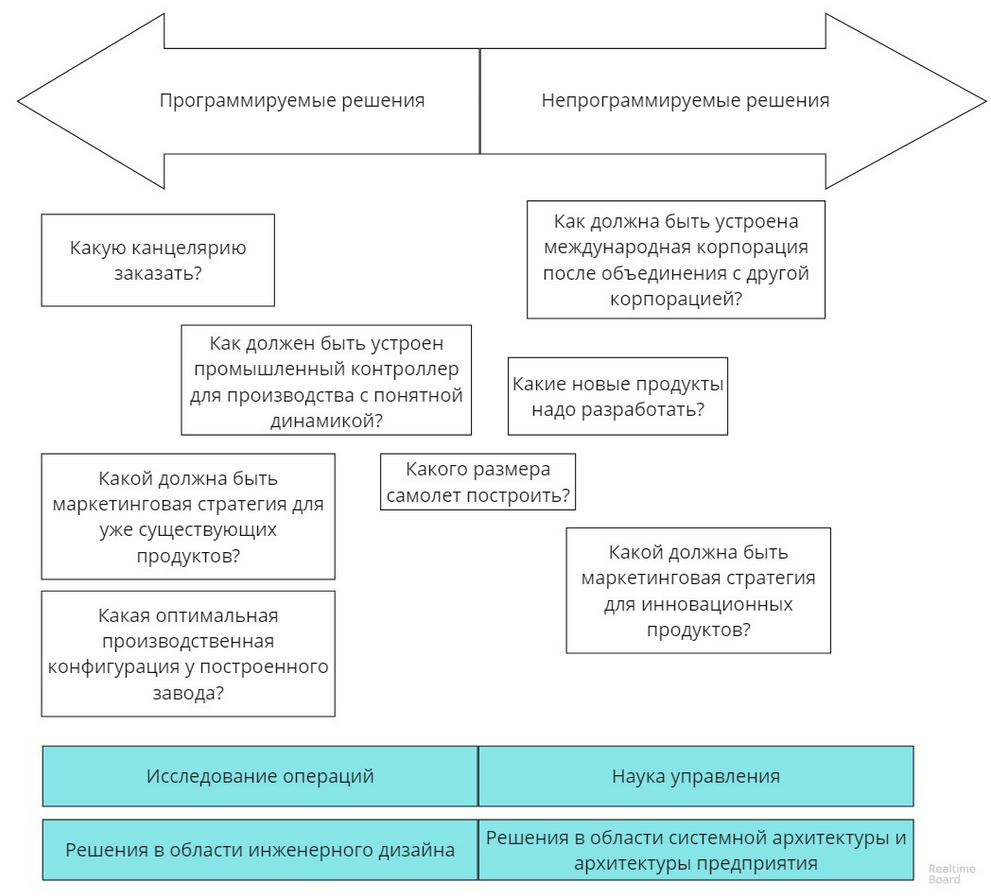 Программируемые решения
Непрограммируемые решения
Какую канцелярию
заказать?
Как должна быть устроена
международная корпорация
после объединения с другой
корпорацией?
Как должен быть устроен
промышленный контроллер
для производства с понятной
динамикой?
Какие новые продукты
надо разработать?
Какой должна быть
маркетинговая стратегия для
уже существующих
продуктов?
Какого размера
самолет построить?
Какой должна быть
маркетинговая стратегия
для инновационных
продуктов?
Какая оптимальная
производственная
конфигурация у построенного
завода?
Исследование операций
Наука управления
Решения в области инженерного дизайна
Решения в области системной архитектуры и
архитектуры предприятия
Realtime
Board